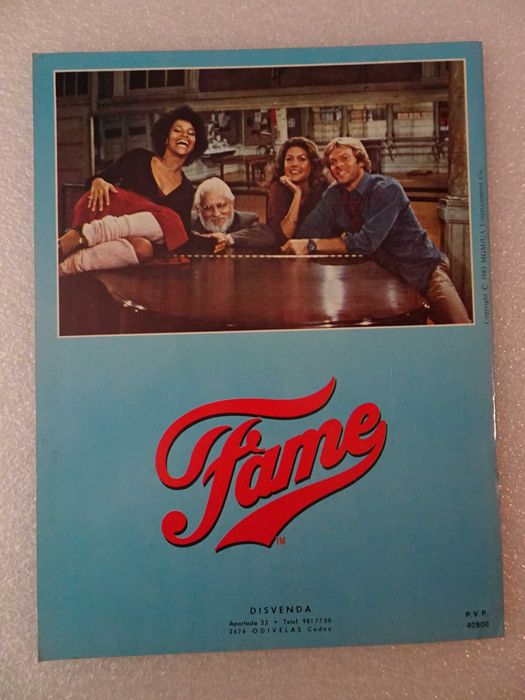 Copyright © 1983 MGM/UA Entertainment Co.
Fame
TM
DISVENDA
Apartado 33 • Telef. 9817750
2676 ODIVELAS Codex
P.V.P.
40$00